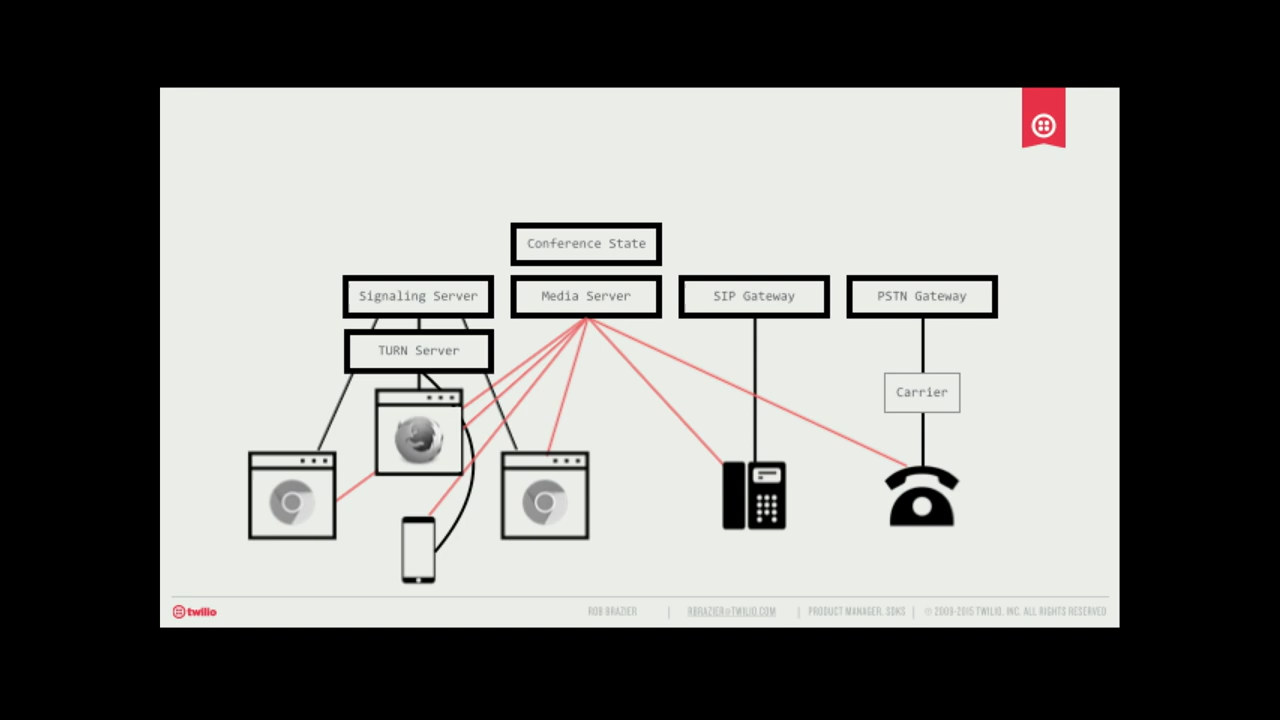 Conference State
Signaling Server
Media Server
SIP Gateway
PSTN Gateway
TURN Server
Carrier
twilio
ROB BRAZIER | RBRAZIER@TWILIO.COM | PRODUCT MANAGER, SDKS | © 2009-2015 TWILIO, INC. ALL RIGHTS RESERVED